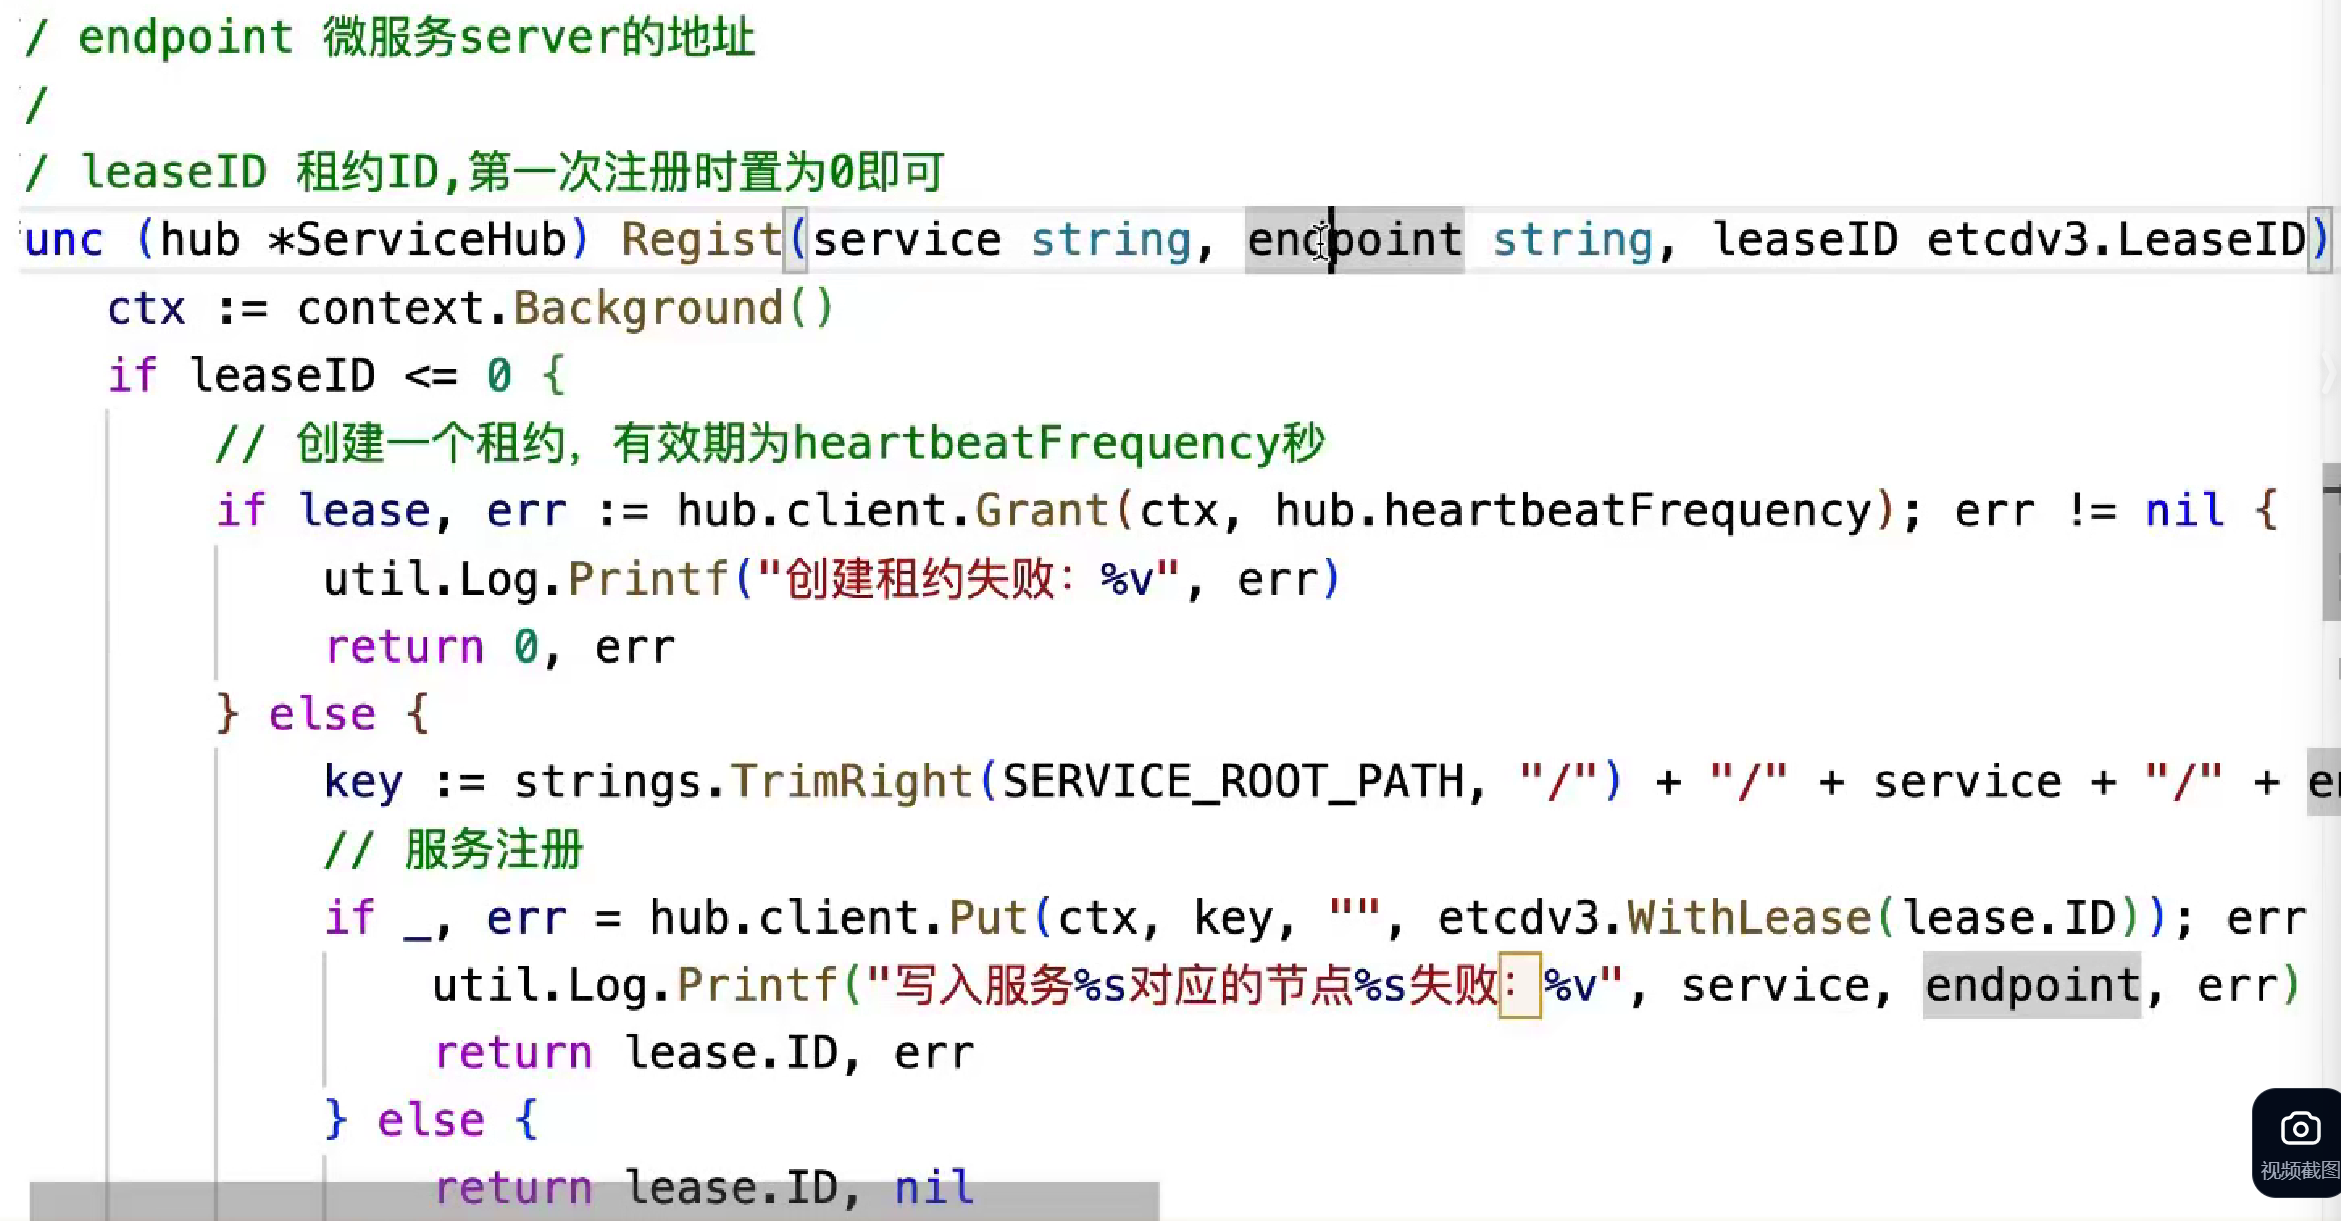 / endpoint 微服务server的地址
/
/ leaseID 租约ID,第一次注册时置为0即可
unc (hub *ServiceHub) Regist(service string, endpoint string, leaseID etcdv3.LeaseID)
ctx := context.Background()
if leaseID <= 0 {
// 创建一个租约，有效期为heartbeatFrequency秒
if lease, err := hub.client.Grant(ctx, hub.heartbeatFrequency); err != nil {
util.Log.Printf("创建租约失败：%v", err)
return 0, err
} else {
key := strings.TrimRight(SERVICE_ROOT_PATH, "/") + "/" + service + "/" +
// 服务注册
if _, err = hub.client.Put(ctx, key, "", etcdv3.WithLease(lease.ID)); err
util.Log.Printf("写入服务%s对应的节点%s失败：%v", service, endpoint, err)
return lease.ID, err
} else {
return lease.ID, nil
视频截图